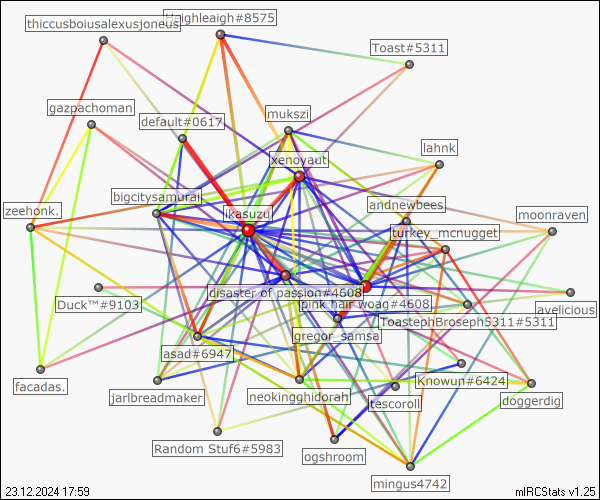 thiccusboiusalexusjoneus
Heighleigh#8575
Toast#5311
gazpachoman
default#0617
mukszi
lahnk
xenoyaut
bigcitysamurai
zeehonk.
ikasuzu
andrewbees
moonraven
turkey_mcnugget
disaster of passion#4608
pink hair woag#4608
Duck™#9103
avelicious
ToastephBroseph5311#5311
gregor_samsa
asad#6947
facadas.
jarlbreadmaker
neokingghidorah
tescoroll
Knowun#6424
doggerdig
Random Stuf6#5983
ogshroom
mingus4742
23.12.2024 17:59
mIRCStats v1.25